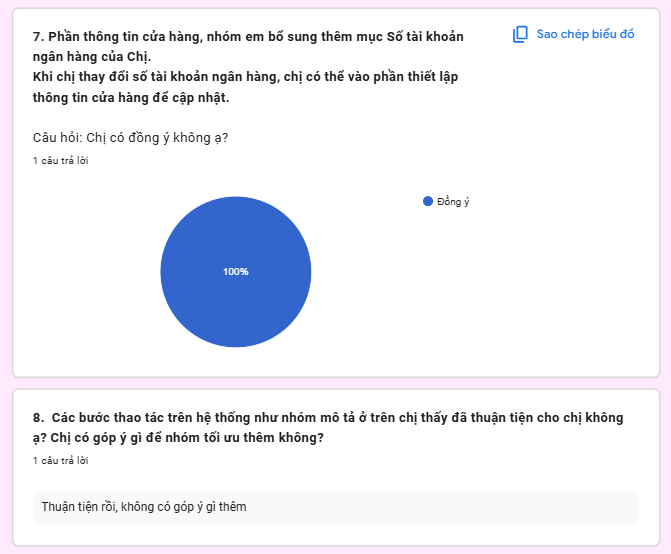 7. Phần thông tin cửa hàng, nhóm em bổ sung thêm mục Số tài khoản
ngân hàng của Chị.
Khi chị thay đổi số tài khoản ngân hàng, chị có thể vào phần thiết lập
thông tin cửa hàng để cập nhật.
Sao chép biểu đồ
Câu hỏi: Chị có đồng ý không ạ?
1 câu trả lời
Đồng ý
100%
8. Các bước thao tác trên hệ thống như nhóm mô tả ở trên chị thấy đã thuận tiện cho chị không
ạ? Chị có góp ý gì để nhóm tối ưu thêm không?
1 câu trả lời
Thuận tiện rồi, không có góp ý gì thêm